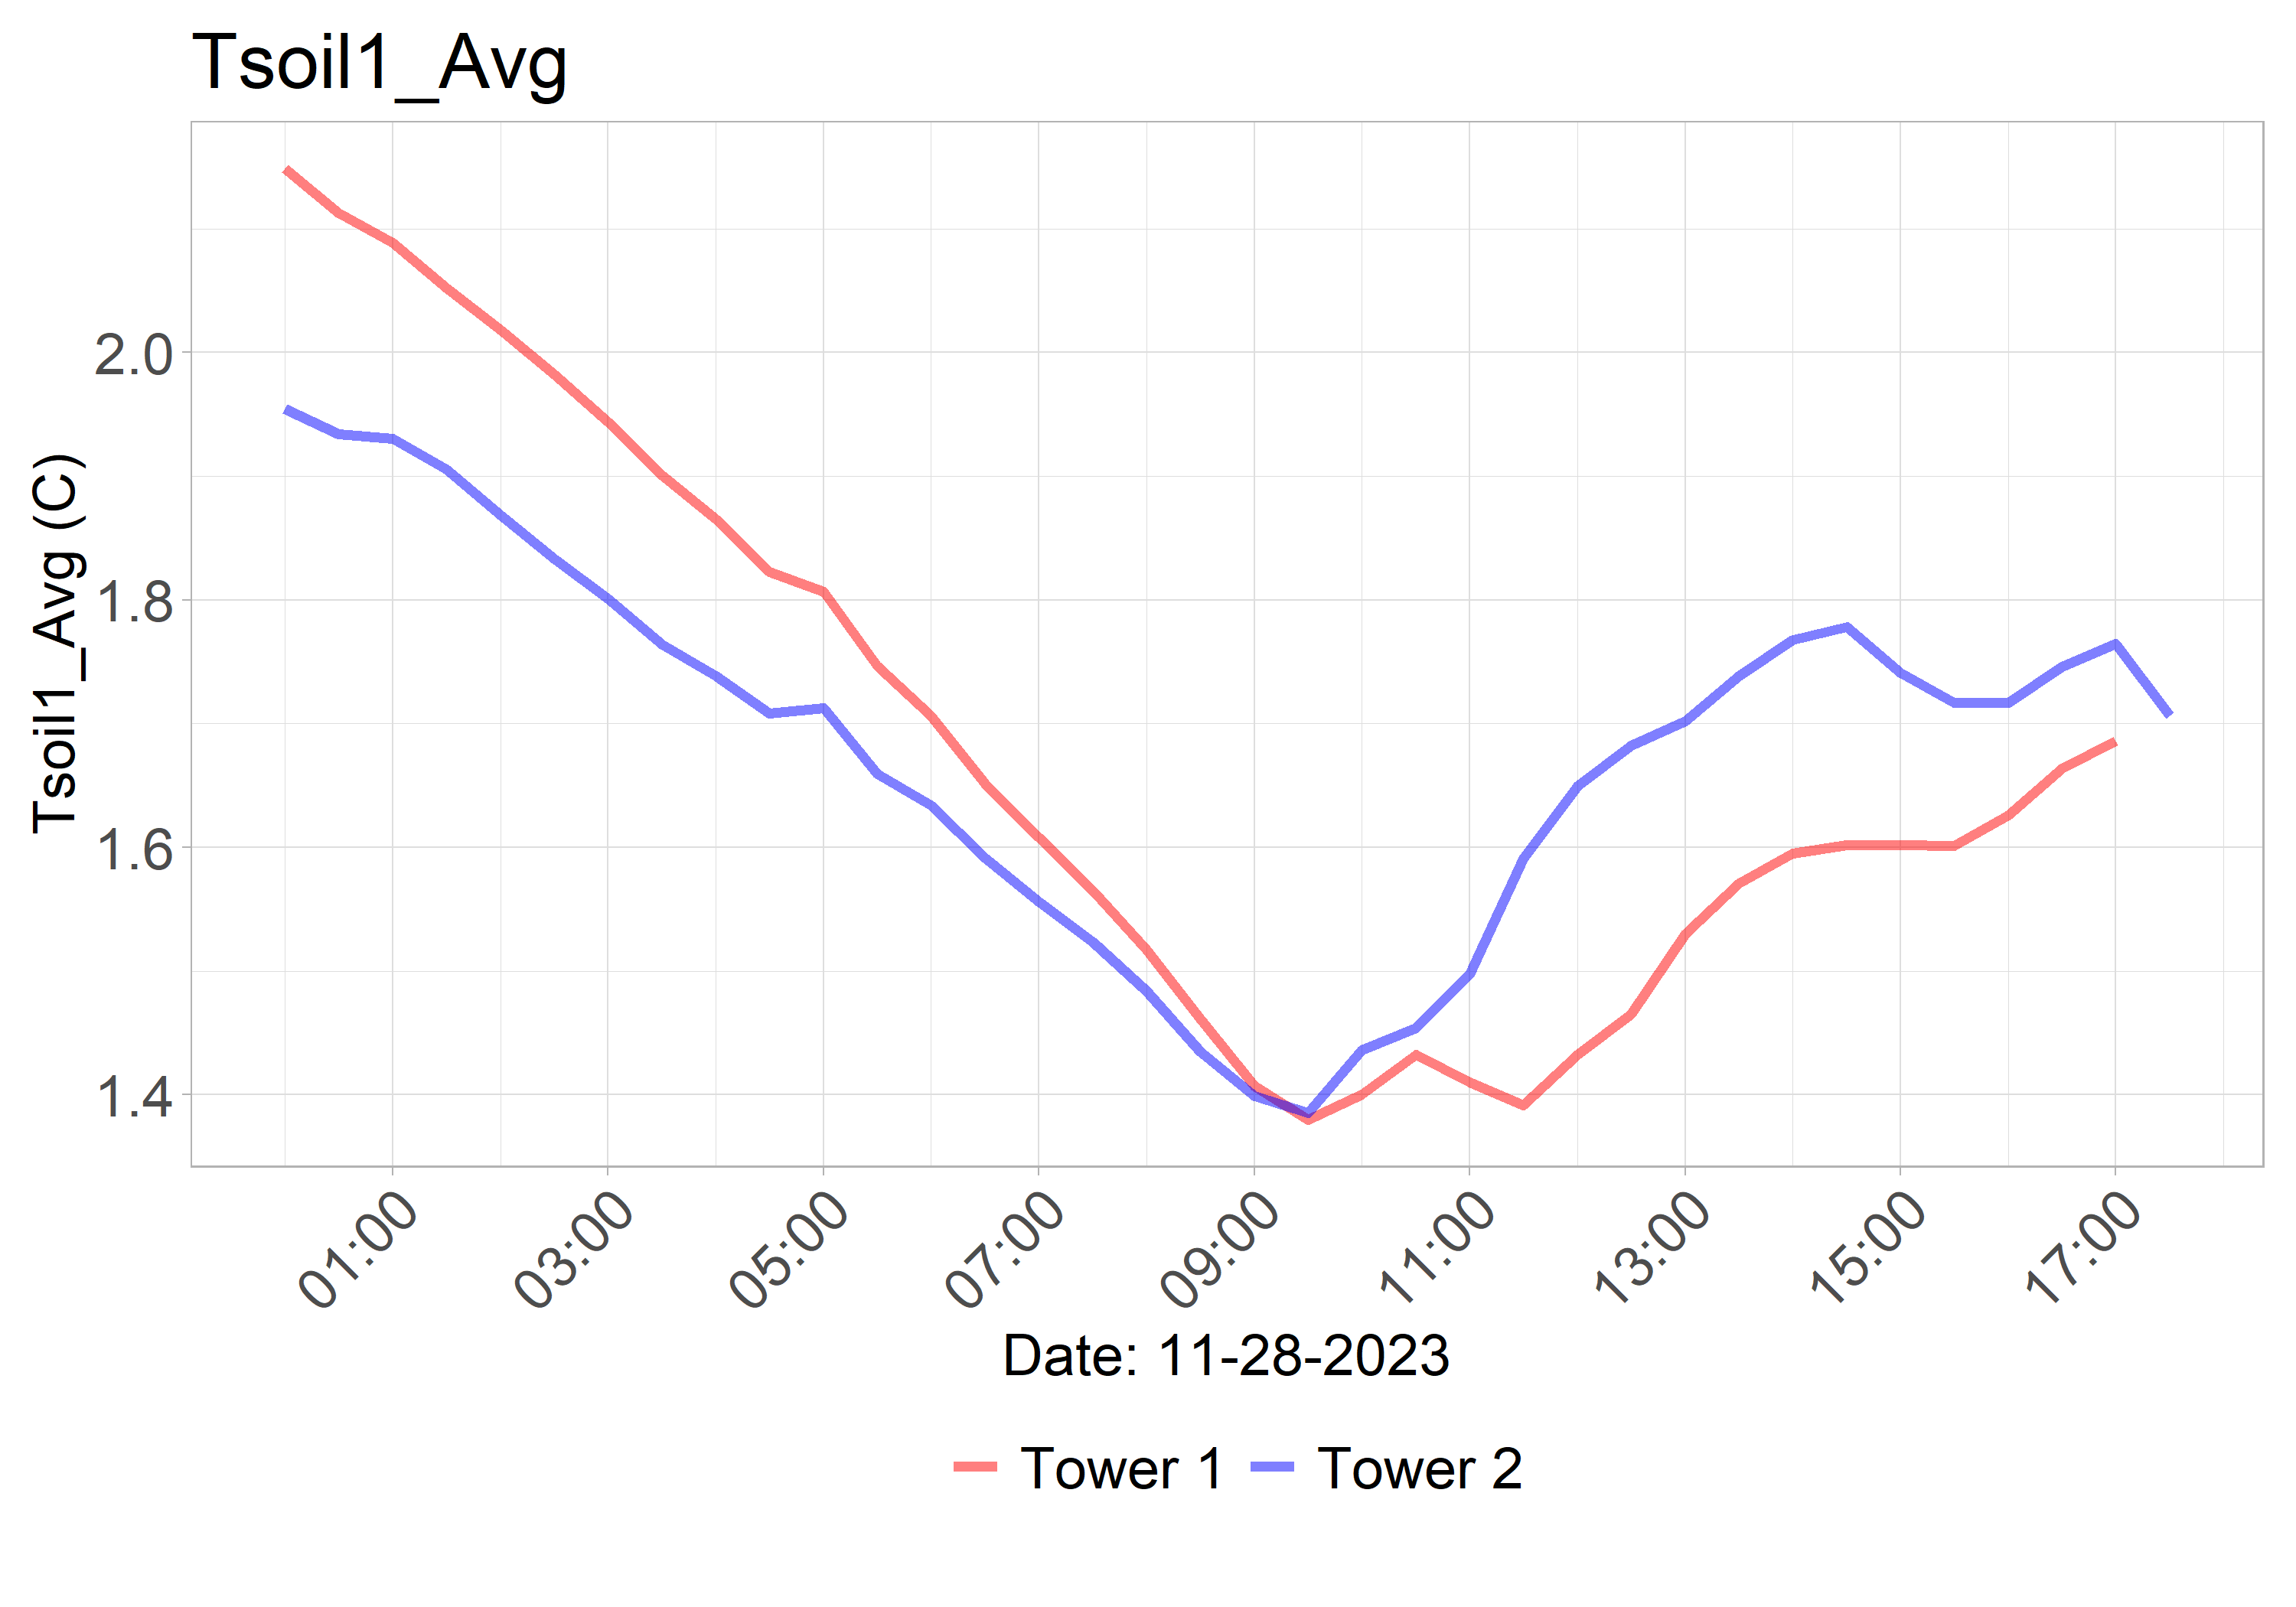 Tsoil1_Avg
Tsoil1_Avg (C)
2.0
1.8
1.6
1.4
01:00 03:00 05:00 07:00 09:00 11:00 13:00 15:00 17:00
Date: 11-28-2023
Tower 1 Tower 2